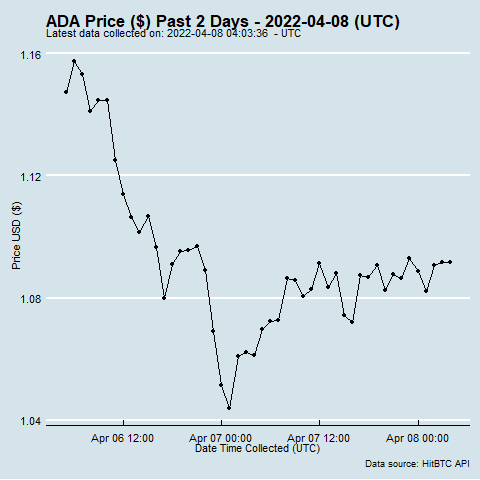 ADA Price ($) Past 2 Days - 2022-04-08 (UTC)
Latest data collected on: 2022-04-08 04:03:36 - UTC
1.16
1.12
1.08
1.04
Price USD ($)
Apr 06 12:00
Apr 07 00:00
Apr 07 12:00
Apr 08 00:00
Date Time Collected (UTC)
Data source: HitBTC API